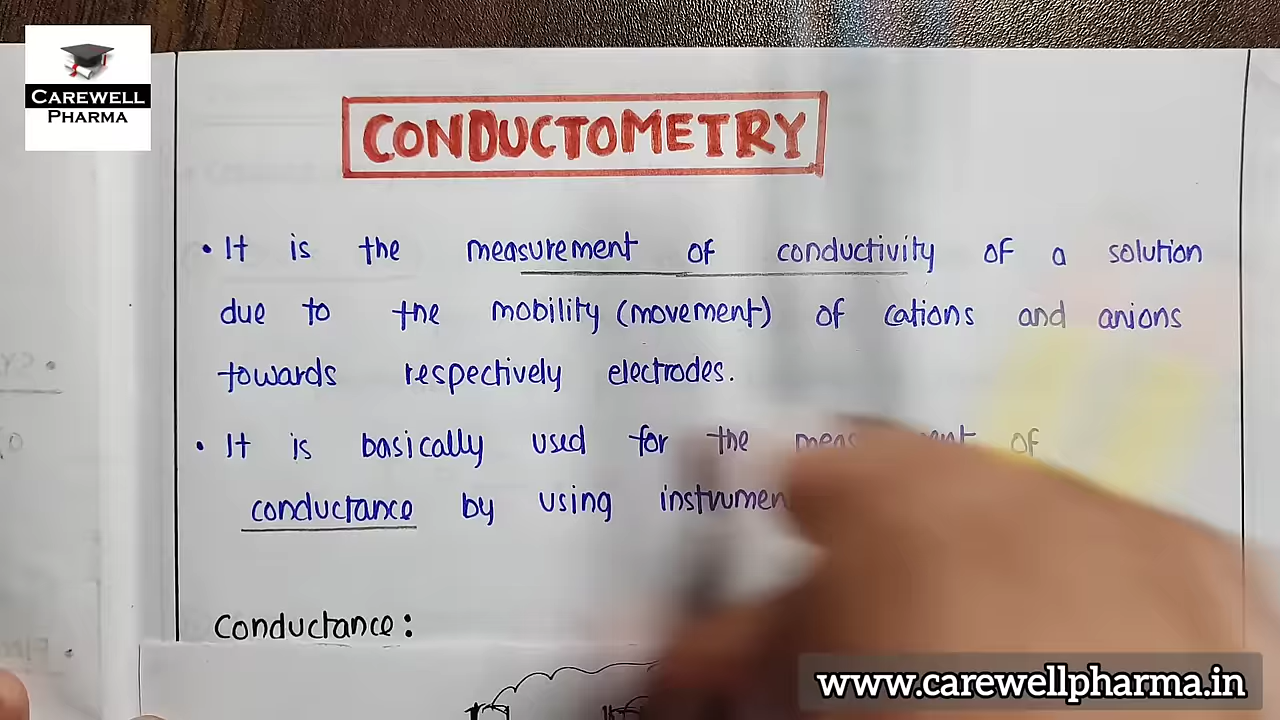 CAREWELL
PHARMA
CONDUCTOMETRY
• It is the measurement of conductivity of a solution
due to the mobility (movement) of cations and anions
towards respectively electrodes.
• It is basically used for the of
conductance by using
Conductance:
www.carewellpharma.in